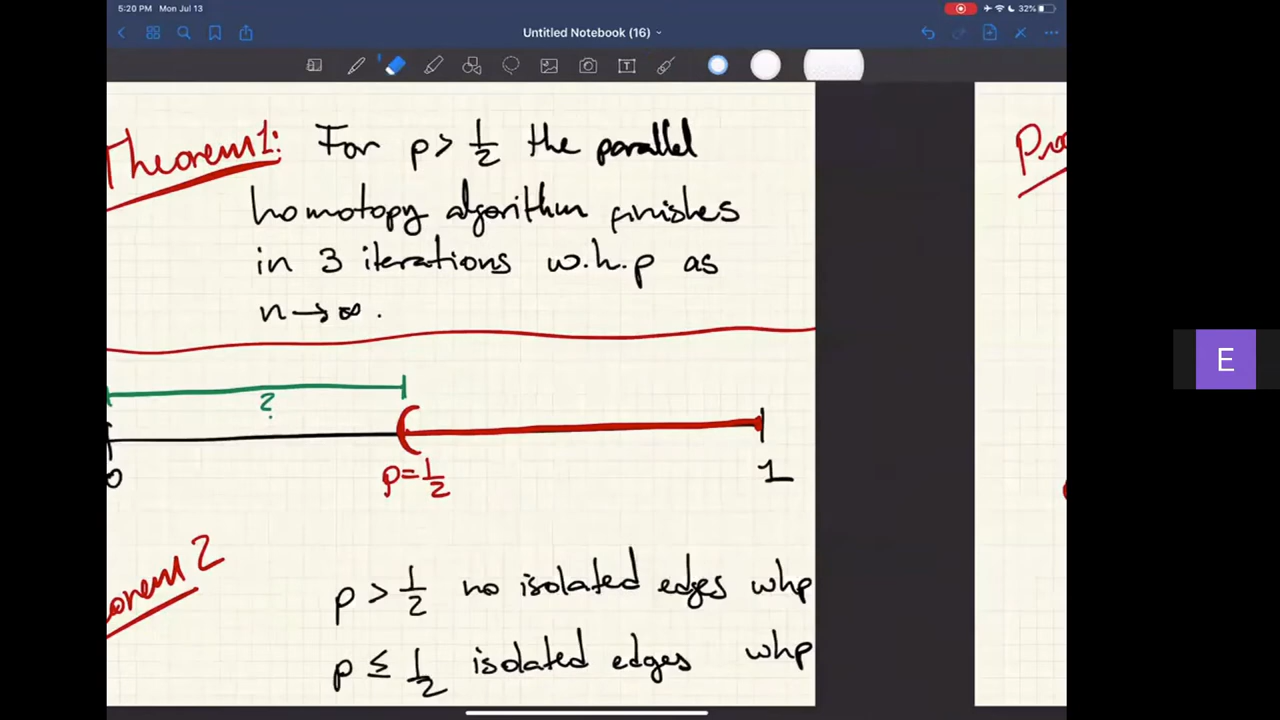 5:20 PM Mon Jul 13
32%
Untitled Notebook (16)
Theorem 1: For p > 1/2 the parallel
homotopy algorithm finishes
in 3 iterations w.h.p as
n → ∞.
?
0
p = 1/2
1
orem 2
p > 1/2 no isolated edges whp
p ≤ 1/2 isolated edges whp
E